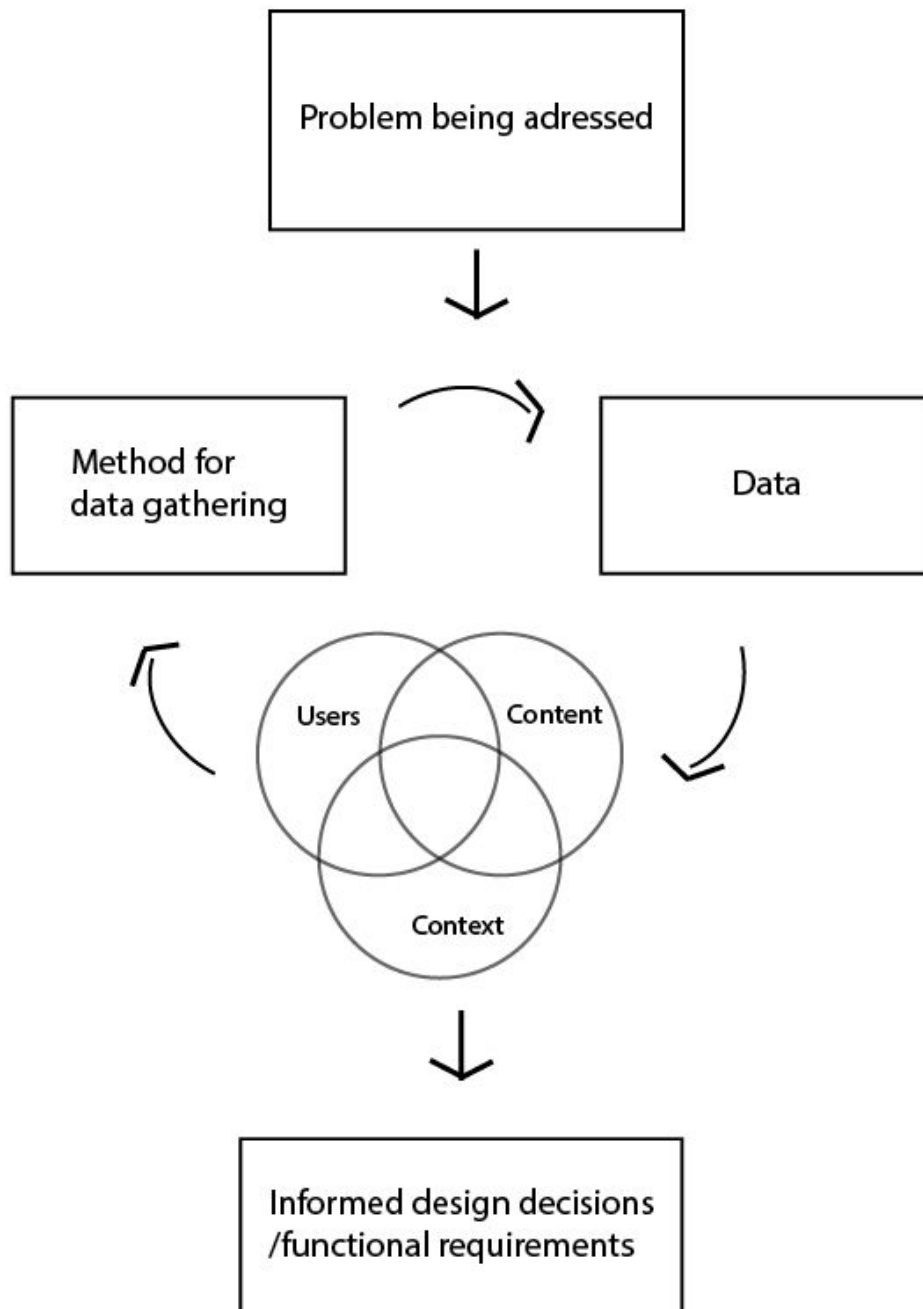 Problem being adressed
Method for
data gathering
Data
Users
Content
Context
Informed design decisions
/functional requirements